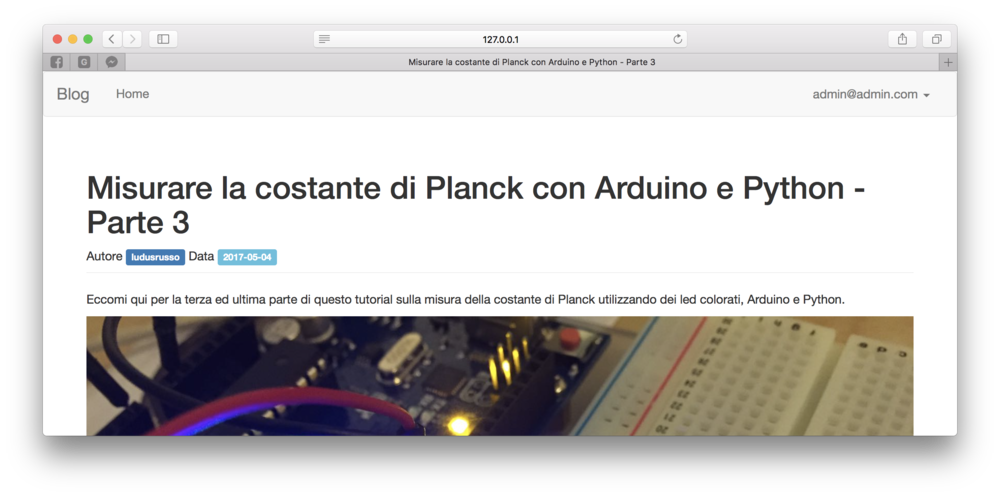 127.0.0.1
Misurare la costante di Planck con Arduino e Python - Parte 3
Blog Home admin@admin.com
Misurare la costante di Planck con Arduino e Python -
Parte 3
Autore ludusrusso Data 2017-05-04
Eccomi qui per la terza ed ultima parte di questo tutorial sulla misura della costante di Planck utilizzando dei led colorati, Arduino e Python.